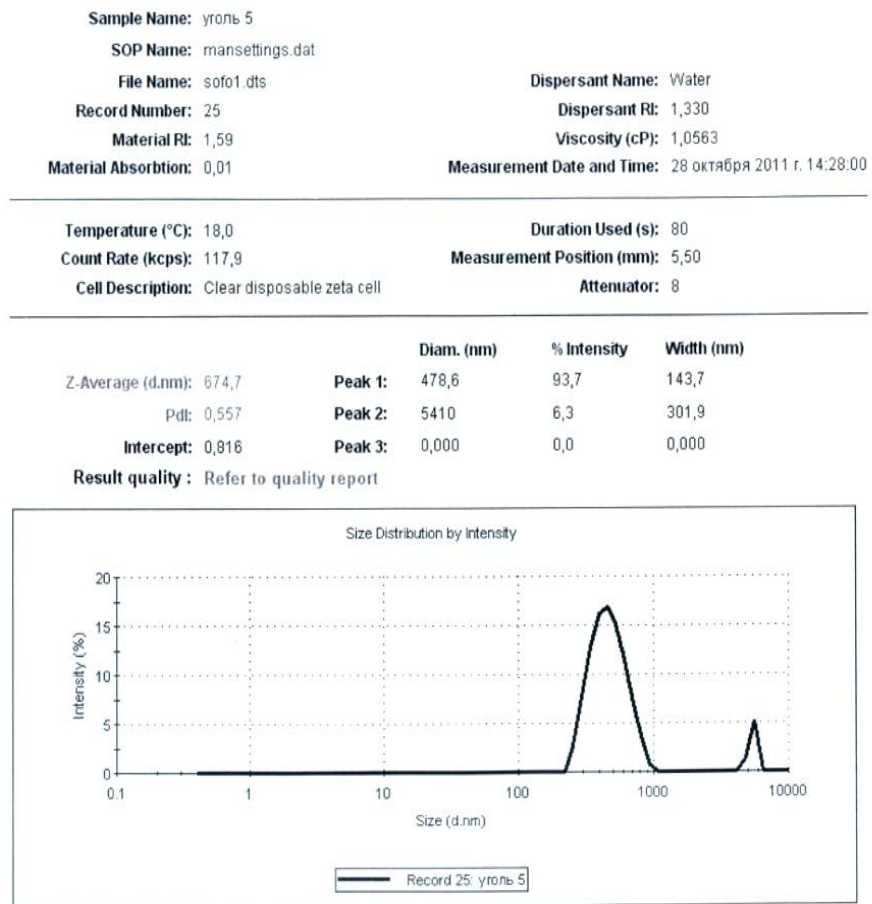 Sample Name: уголь 5
SOP Name: mansettings.dat
File Name: sofo1.dts Dispersant Name: Water
Record Number: 25 Dispersant RI: 1,330
Material RI: 1,59 Viscosity (cP): 1,0563
Material Absorbtion: 0,01 Measurement Date and Time: 28 октября 2011 г. 14:28:00
Temperature (°C): 18,0 Duration Used (s): 80
Count Rate (kcps): 117,9 Measurement Position (mm): 5,50
Cell Description: Clear disposable zeta cell Attenuator: 8
Diam. (nm) % Intensity Width (nm)
Z-Average (d.nm): 674,7 Peak 1: 478,6 93,7 143,7
PdI: 0,557 Peak 2: 5410 6,3 301,9
Intercept: 0,816 Peak 3: 0,000 0,0 0,000
Result quality : Refer to quality report
Size Distribution by Intensity
Intensity (%)
20
15
10
5
0
0.1 1 10 100 1000 10000
Size (d.nm)
Record 25: уголь 5